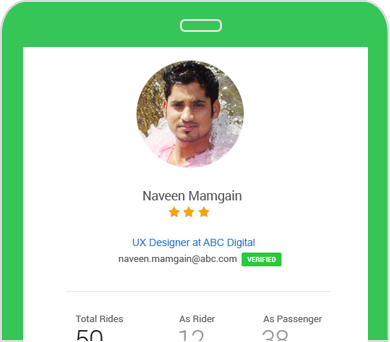 Naveen Mamgain
UX Designer at ABC Digital
naveen.mamgain@abc.com VERIFIED
Total Rides As Rider As Passenger
50 12 38